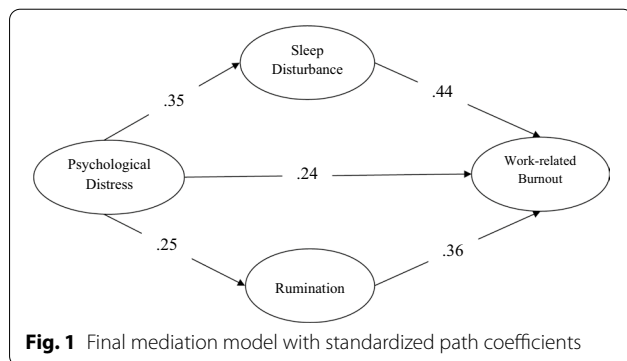 Sleep
Disturbance
.35
.44
Psychological
Distress
.24
Work-related
Burnout
.25
.36
Rumination
Fig. 1 Final mediation model with standardized path coefficients